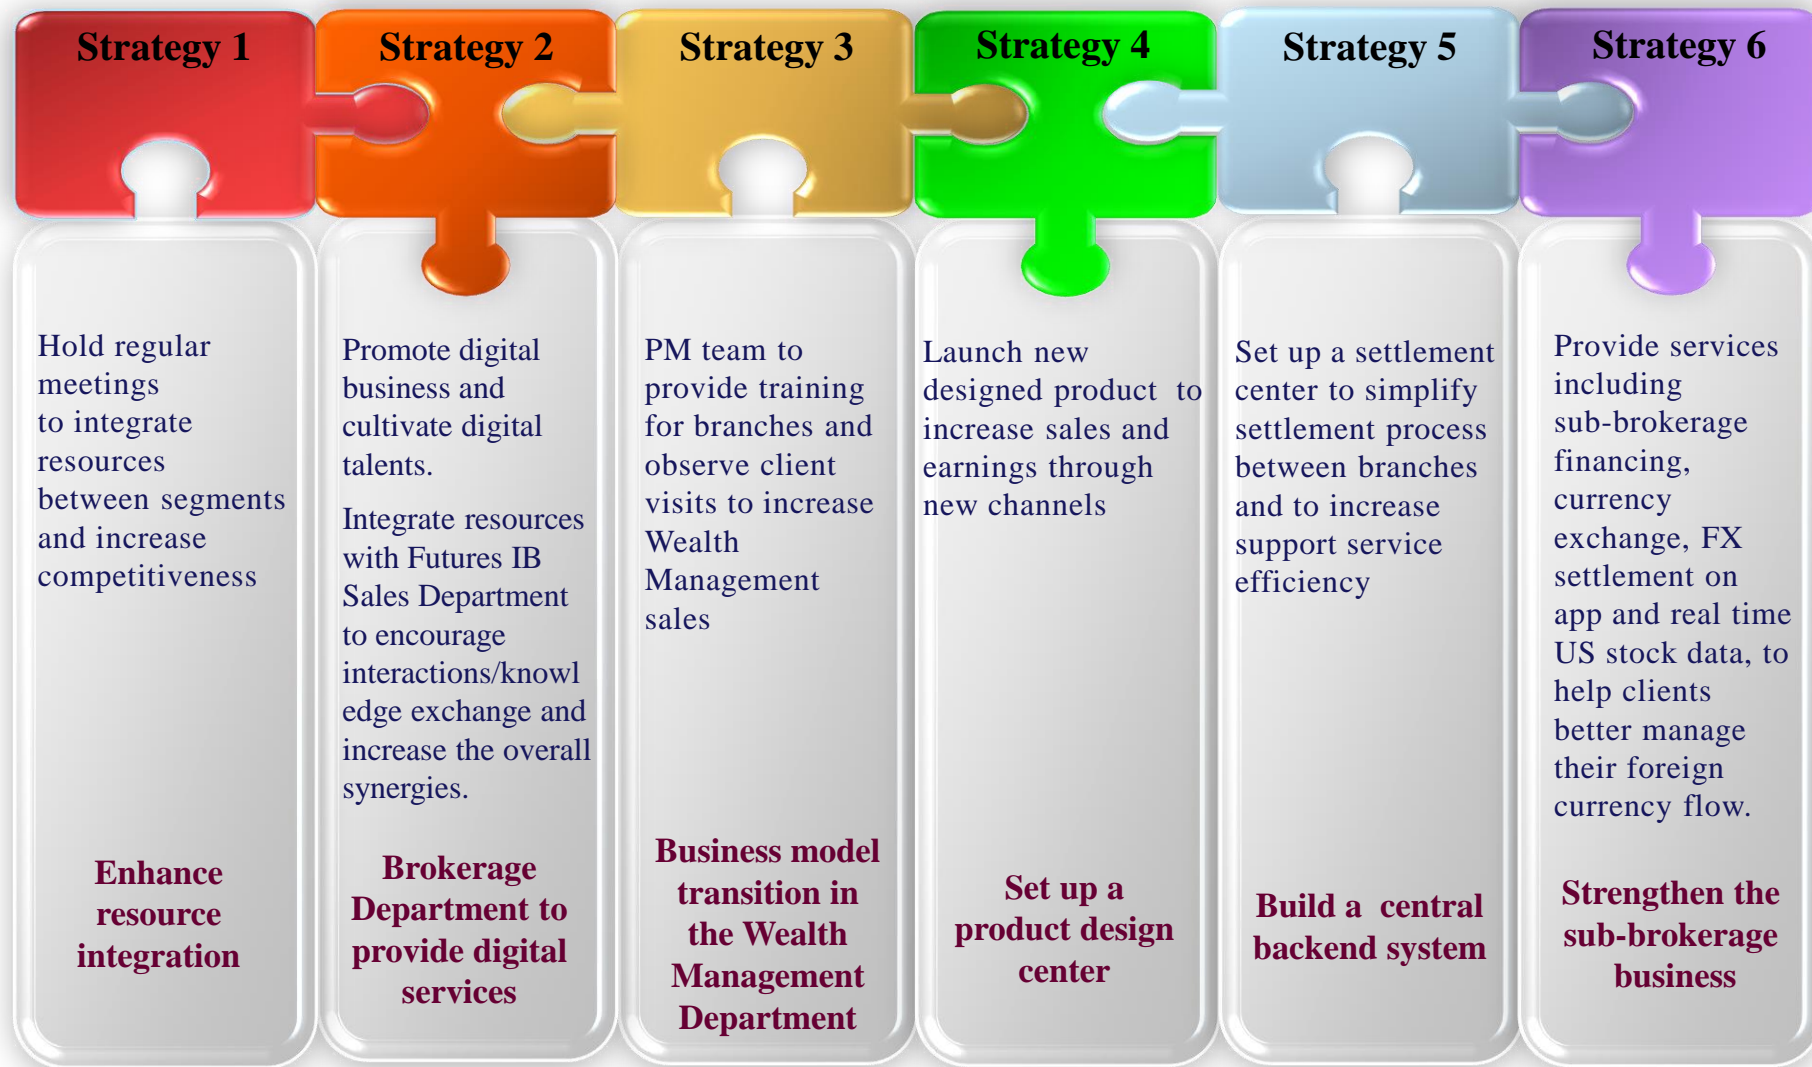 Strategy 1
Hold regular
meetings
to integrate
resources
between segments
and increase
competitiveness
Enhance
resource
integration
Strategy 2
Promote digital
business and
cultivate digital
talents.
Integrate resources
with Futures IB
Sales Department
to encourage
interactions/knowl
edge exchange and
increase the overall
synergies.
Brokerage
Department to
provide digital
services
Strategy 3
PM team to
provide training
for branches and
observe client
visits to increase
Wealth
Management
sales
Business model
transition in
the Wealth
Management
Department
Strategy 4
Launch new
designed product  to
increase sales and
earnings through
new channels
Set up a
product design
center
Strategy 5
Set up a settlement
center to simplify
settlement process
between branches
and to increase
support service
efficiency
Build a  central
backend system
Strategy 6
Provide services
including
sub-brokerage
financing,
currency
exchange, FX
settlement on
app and real time
US stock data, to
help clients
better manage
their foreign
currency flow.
Strengthen the
sub-brokerage
business